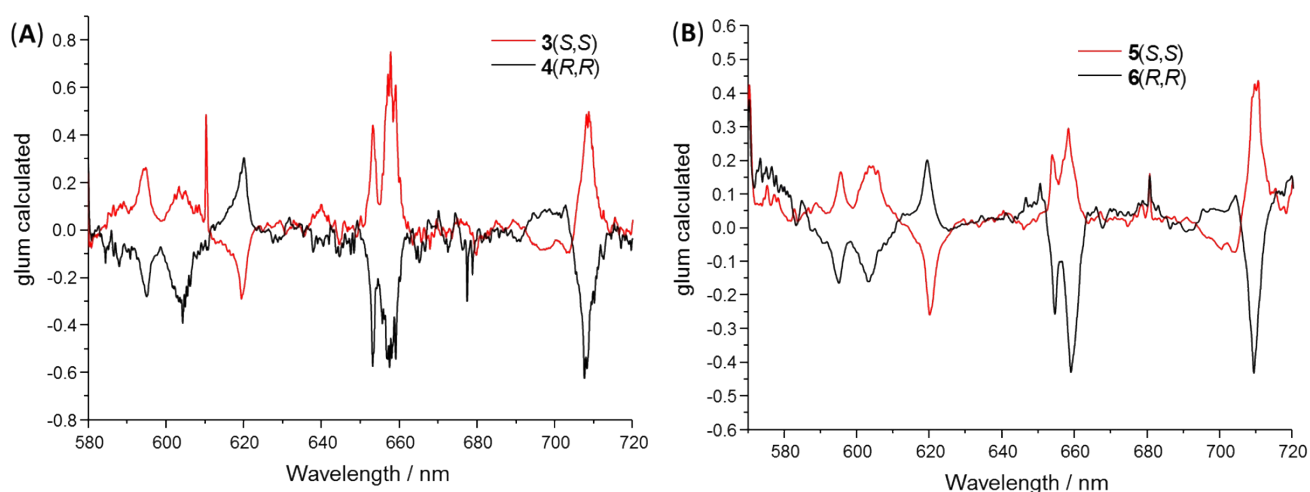 (A)
3(S,S)
4(R,R)
glum calculated
0.8
0.6
0.4
0.2
0.0
-0.2
-0.4
-0.6
-0.8
580 600 620 640 660 680 700 720
Wavelength / nm
(B)
5(S,S)
6(R,R)
glum calculated
0.6
0.5
0.4
0.3
0.2
0.1
0.0
-0.1
-0.2
-0.3
-0.4
-0.5
-0.6
580 600 620 640 660 680 700 720
Wavelength / nm